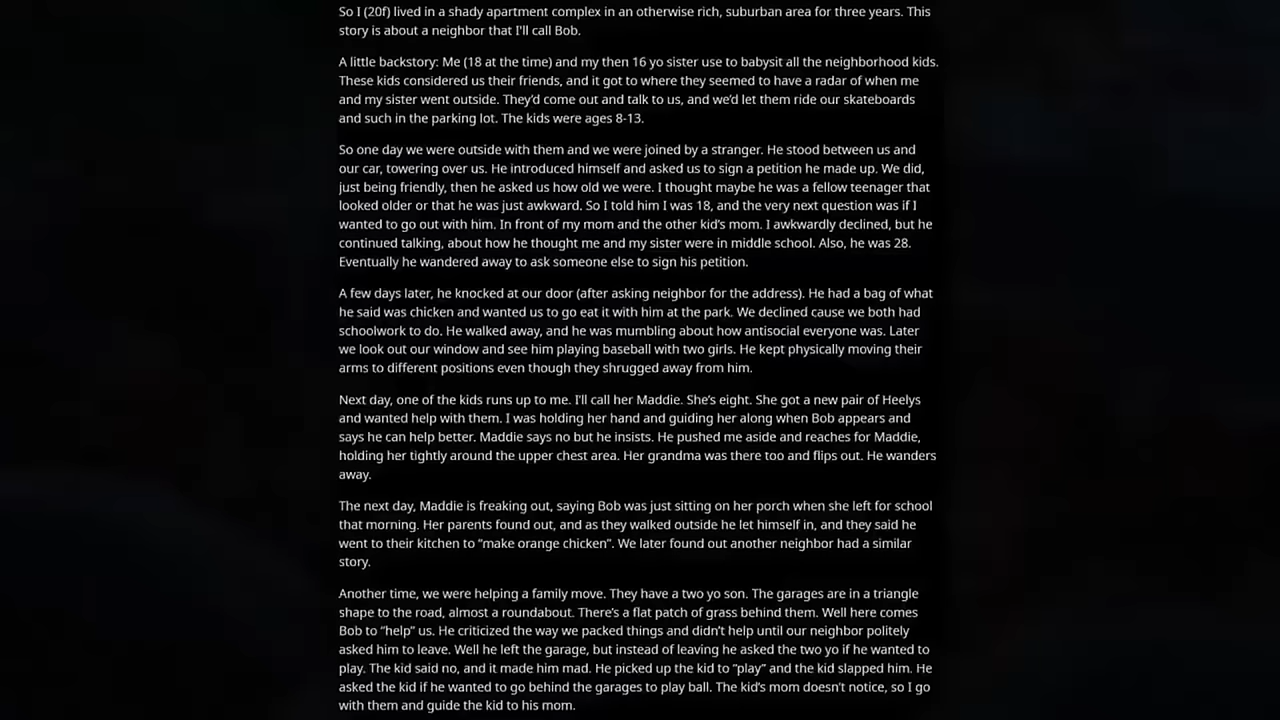 So I (20f) lived in a shady apartment complex in an otherwise rich, suburban area for three years. This
story is about a neighbor that I'll call Bob.
A little backstory: Me (18 at the time) and my then 16 yo sister use to babysit all the neighborhood kids.
These kids considered us their friends, and it got to where they seemed to have a radar of when me
and my sister went outside. They'd come out and talk to us, and we'd let them ride our skateboards
and such in the parking lot. The kids were ages 8-13.
So one day we were outside with them and we were joined by a stranger. He stood between us and
our car, towering over us. He introduced himself and asked us to sign a petition he made up. We did,
just being friendly, then he asked us how old we were. I thought maybe he was a fellow teenager that
looked older or that he was just awkward. So I told him I was 18, and the very next question was if I
wanted to go out with him. In front of my mom and the other kid's mom. I awkwardly declined, but he
continued talking, about how he thought me and my sister were in middle school. Also, he was 28.
Eventually he wandered away to ask someone else to sign his petition.
A few days later, he knocked at our door (after asking neighbor for the address). He had a bag of what
he said was chicken and wanted us to go eat it with him at the park. We declined cause we both had
schoolwork to do. He walked away, and he was mumbling about how antisocial everyone was. Later
we look out our window and see him playing baseball with two girls. He kept physically moving their
arms to different positions even though they shrugged away from him.
Next day, one of the kids runs up to me. I'll call her Maddie. She's eight. She got a new pair of Heelys
and wanted help with them. I was holding her hand and guiding her along when Bob appears and
says he can help better. Maddie says no but he insists. He pushed me aside and reaches for Maddie,
holding her tightly around the upper chest area. Her grandma was there too and flips out. He wanders
away.
The next day, Maddie is freaking out, saying Bob was just sitting on her porch when she left for school
that morning. Her parents found out, and as they walked outside he let himself in, and they said he
went to their kitchen to "make orange chicken". We later found out another neighbor had a similar
story.
Another time, we were helping a family move. They have a two yo son. The garages are in a triangle
shape to the road, almost a roundabout. There's a flat patch of grass behind them. Well here comes
Bob to "help" us. He criticized the way we packed things and didn't help until our neighbor politely
asked him to leave. Well he left the garage, but instead of leaving he asked the two yo if he wanted to
play. The kid said no, and it made him mad. He picked up the kid to "play" and the kid slapped him. He
asked the kid if he wanted to go behind the garages to play ball. The kid's mom doesn't notice, so I go
with them and guide the kid to his mom.